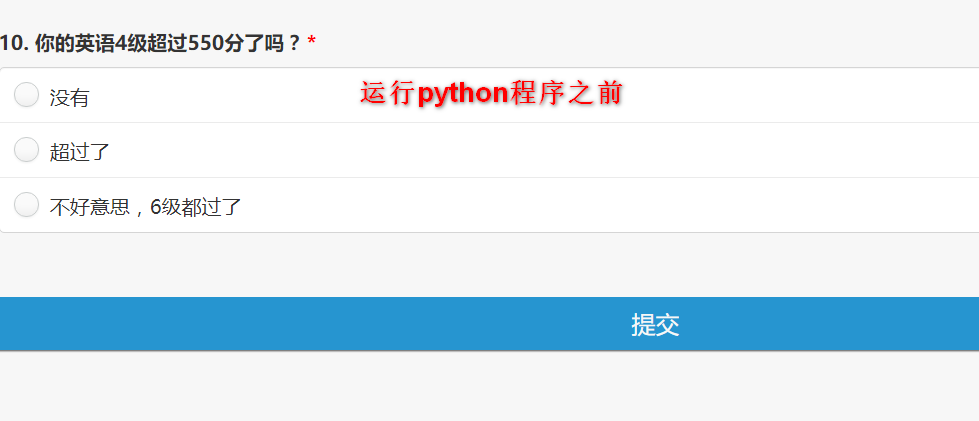 10. 你的英语4级超过550分了吗？*
没有
运行python程序之前
超过了
不好意思，6级都过了
提交